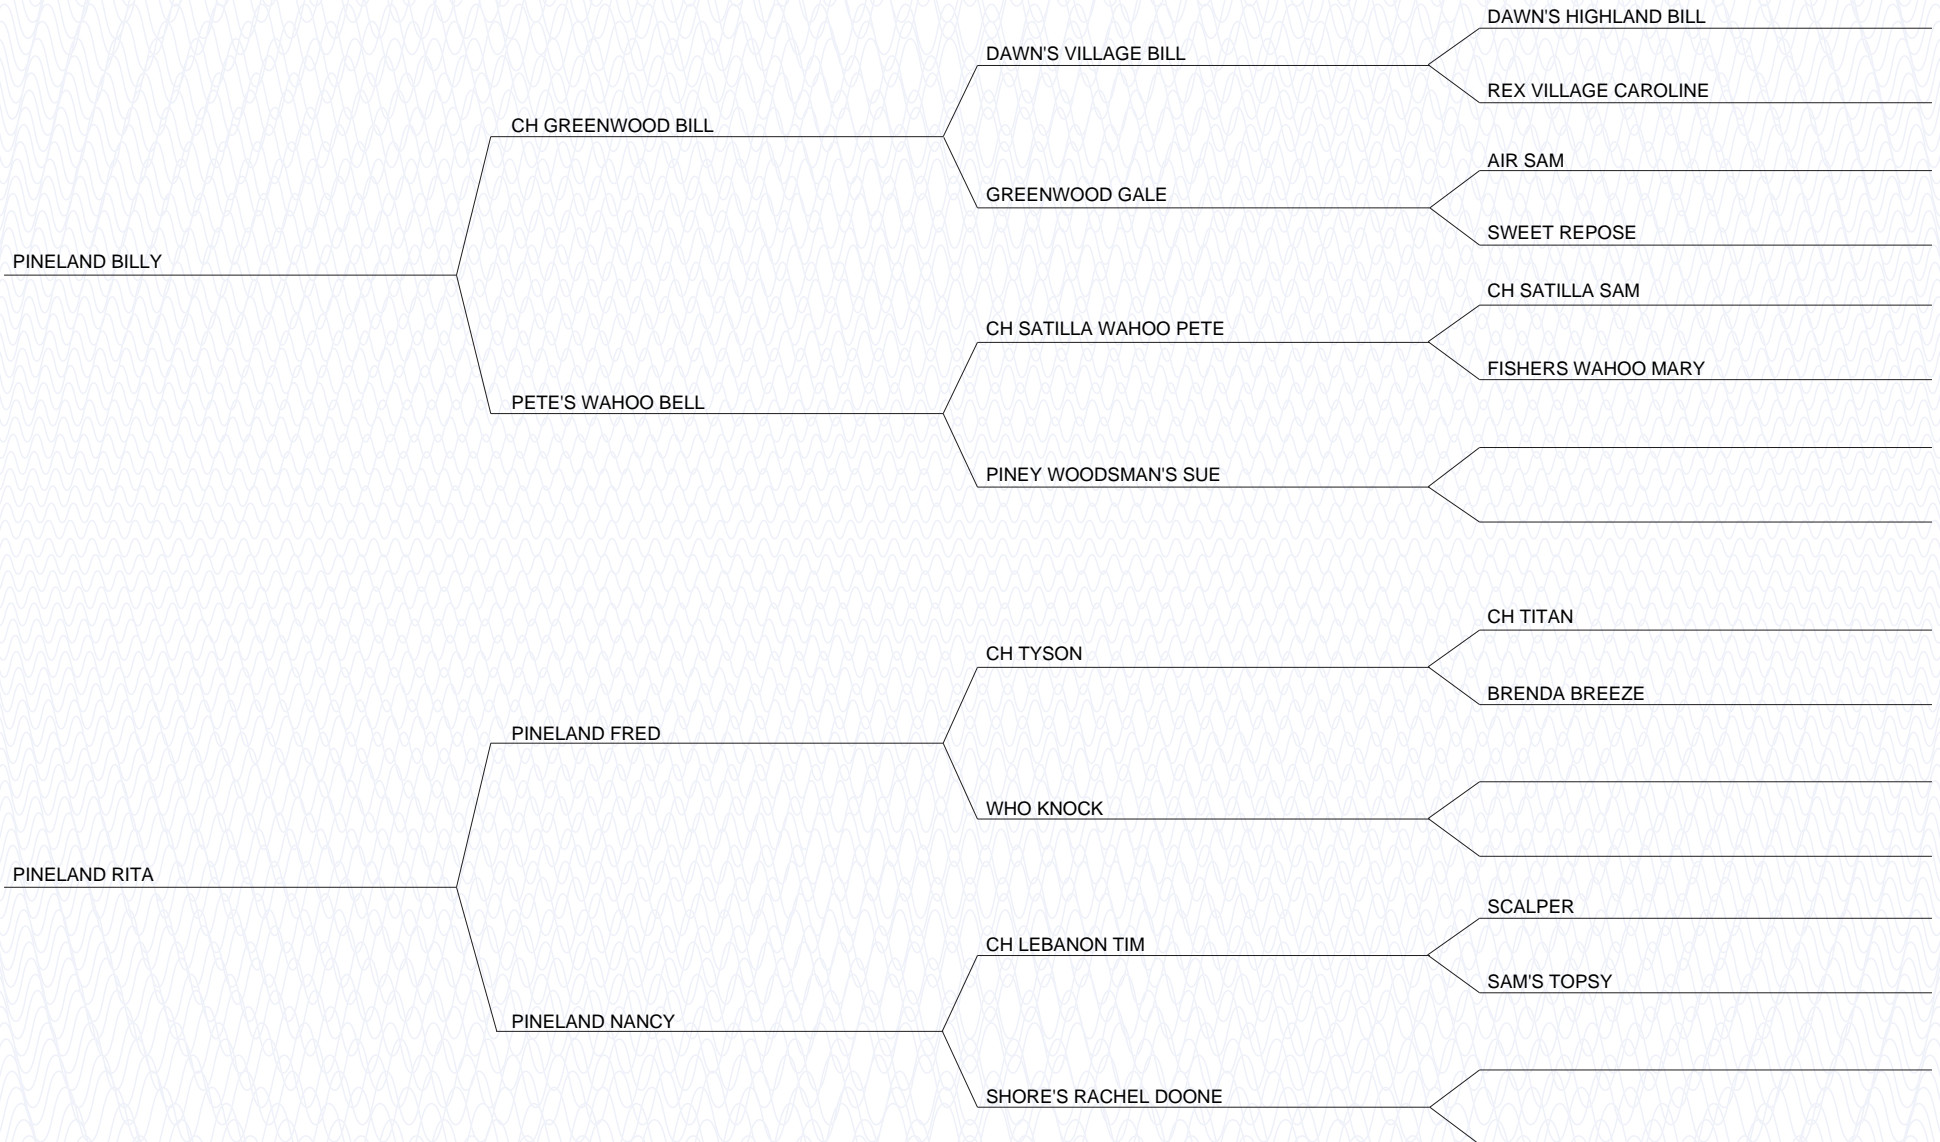 DAWN'S HIGHLAND BILL
DAWN'S VILLAGE BILL
REX VILLAGE CAROLINE
CH GREENWOOD BILL
AIR SAM
GREENWOOD GALE
SWEET REPOSE
PINELAND BILLY
CH SATILLA SAM
CH SATILLA WAHOO PETE
FISHERS WAHOO MARY
PETE'S WAHOO BELL
PINEY WOODSMAN'S SUE
CH TITAN
CH TYSON
BRENDA BREEZE
PINELAND FRED
WHO KNOCK
PINELAND RITA
SCALPER
CH LEBANON TIM
SAM'S TOPSY
PINELAND NANCY
SHORE'S RACHEL DOONE